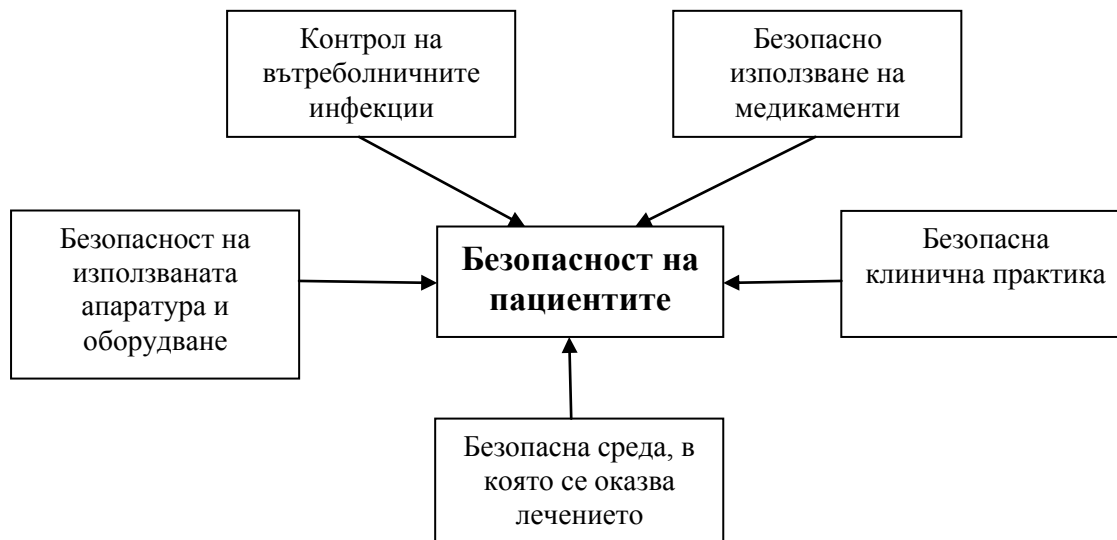 Контрол на
вътреболничните
инфекции
Безопасно
използване на
медикаменти
Безопасност на
използваната
апаратура и
оборудване
Безопасност на
пациентите
Безопасна
клинична практика
Безопасна среда, в
която се оказва
лечението